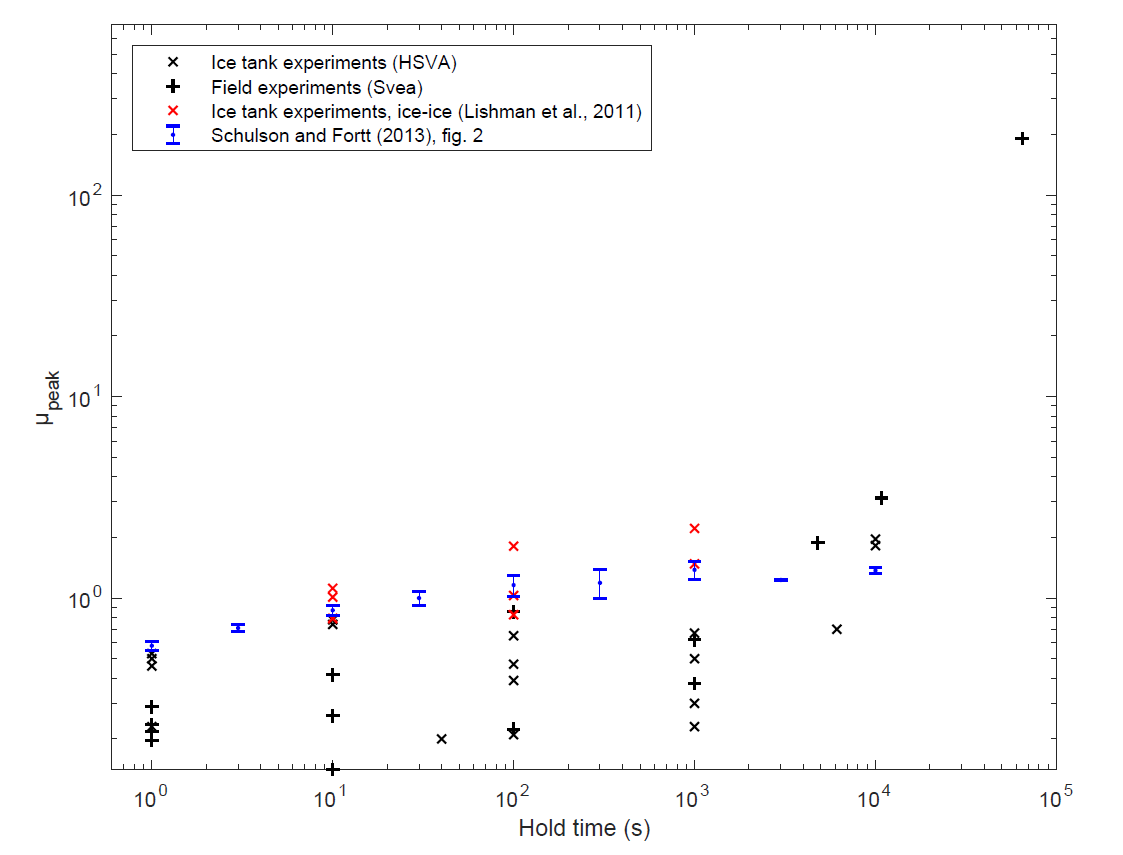 Ice tank experiments (HSVA)
Field experiments (Svea)
Ice tank experiments, ice-ice (Lishman et al., 2011)
Schulson and Fortt (2013), fig. 2
10²
10¹
10⁰
μpeak
10⁰ 10¹ 10² 10³ 10⁴ 10⁵
Hold time (s)